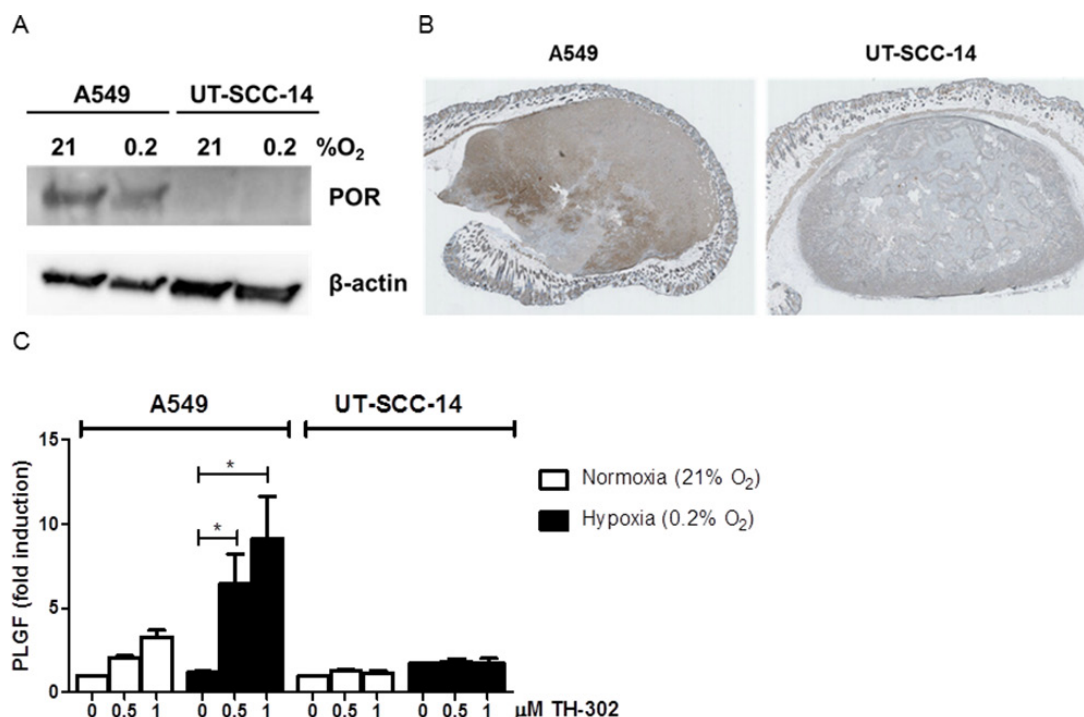 A
A549 UT-SCC-14
21 0.2 21 0.2 %O₂
POR
β-actin
B
A549 UT-SCC-14
C
A549 UT-SCC-14
PLGF (fold induction)
15
10
5
0
*
*
Normoxia (21% O₂)
Hypoxia (0.2% O₂)
0 0.5 1 0 0.5 1 0 0.5 1 0 0.5 1 μM TH-302